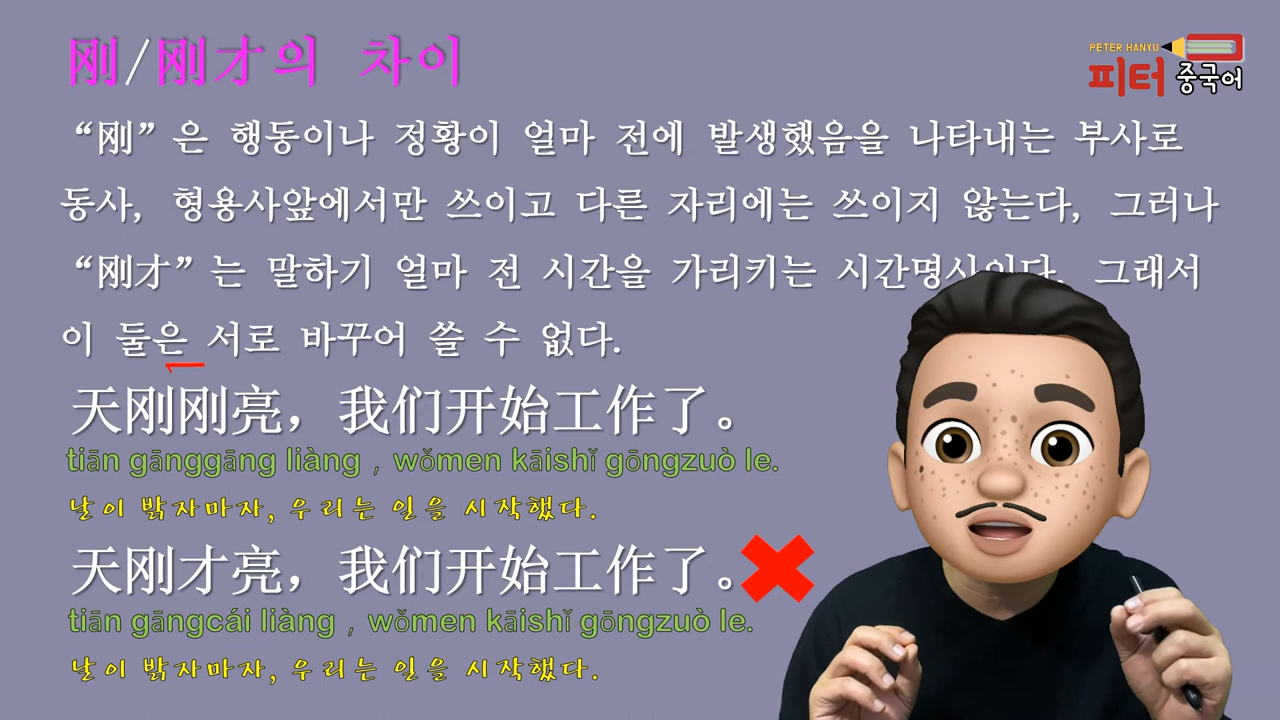 刚/刚才의 차이
PETER HANYU
피터 중국어
“刚”은 행동이나 정황이 얼마 전에 발생했음을 나타내는 부사로
동사, 형용사앞에서만 쓰이고 다른 자리에는 쓰이지 않는다, 그러나
“刚才”는 말하기 얼마 전 시간을 가리키는 시간명사이다. 그래서
이 둘은 서로 바꾸어 쓸 수 없다.
天刚刚亮，我们开始工作了。
tiān gānggāng liàng，wǒmen kāishǐ gōngzuò le.
날이 밝자마자, 우리는 일을 시작했다.
天刚才亮，我们开始工作了。
tiān gāngcái liàng，wǒmen kāishǐ gōngzuò le.
날이 밝자마자, 우리는 일을 시작했다.